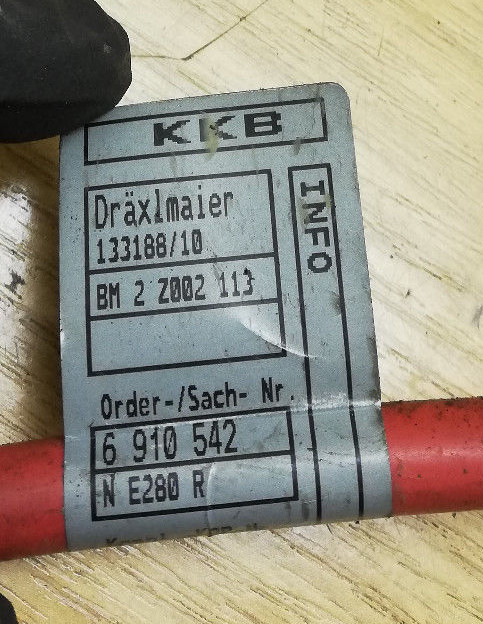 KKB
INFO
Dräxlmaier
133188/10
BM 2 Z002 113
Order-/Sach- Nr.
6 910 542
N E280 R